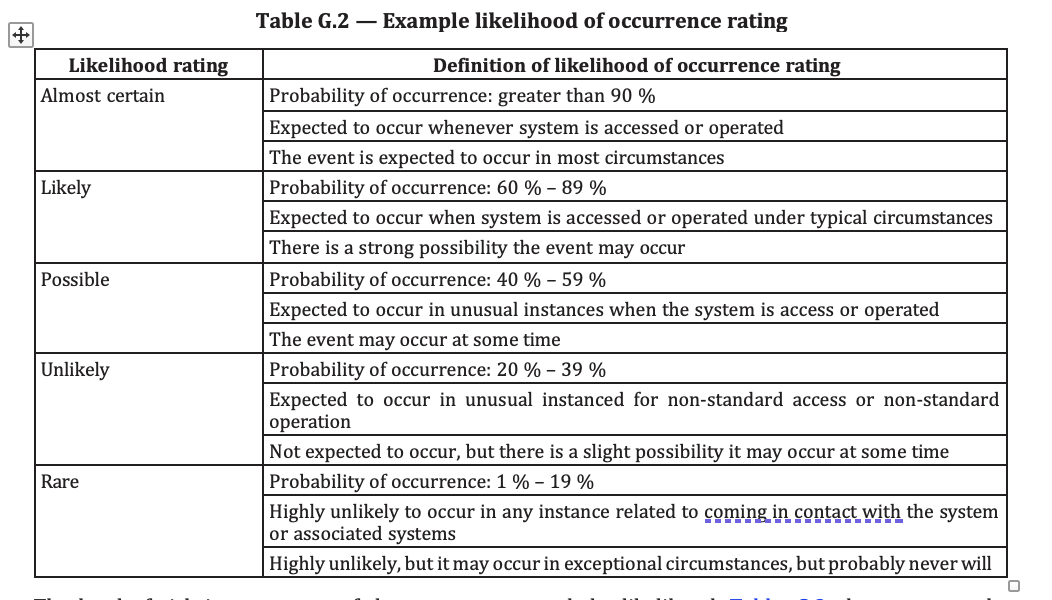 Table G.2 — Example likelihood of occurrence rating
Likelihood rating
Definition of likelihood of occurrence rating
Almost certain
Probability of occurrence: greater than 90 %
Expected to occur whenever system is accessed or operated
The event is expected to occur in most circumstances
Likely
Probability of occurrence: 60 % – 89 %
Expected to occur when system is accessed or operated under typical circumstances
There is a strong possibility the event may occur
Possible
Probability of occurrence: 40 % – 59 %
Expected to occur in unusual instances when the system is access or operated
The event may occur at some time
Unlikely
Probability of occurrence: 20 % – 39 %
Expected to occur in unusual instanced for non-standard access or non-standard
operation
Not expected to occur, but there is a slight possibility it may occur at some time
Rare
Probability of occurrence: 1 % – 19 %
Highly unlikely to occur in any instance related to coming in contact with the system
or associated systems
Highly unlikely, but it may occur in exceptional circumstances, but probably never will